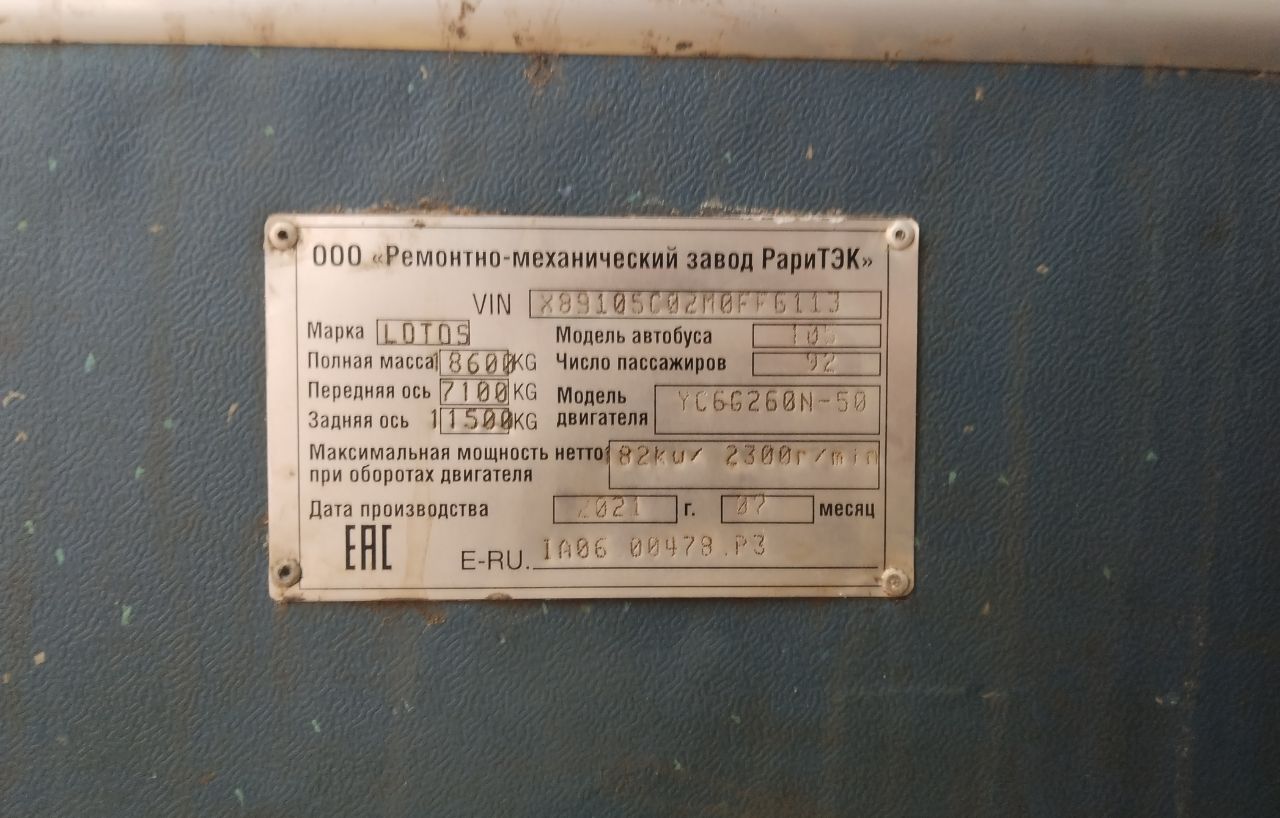 ООО «Ремонтно-механический завод РариТЭК»
VIN X89105C02M0FF6113
Марка LOTOS Модель автобуса 105
Полная масса 18600 KG Число пассажиров 92
Передняя ось 7100 KG Модель двигателя YC6G260N-50
Задняя ось 11500 KG
Максимальная мощность нетто при оборотах двигателя 182kw/ 2300r/min
Дата производства 2021 г. 07 месяц
EAC E-RU. IA06 00478.P3